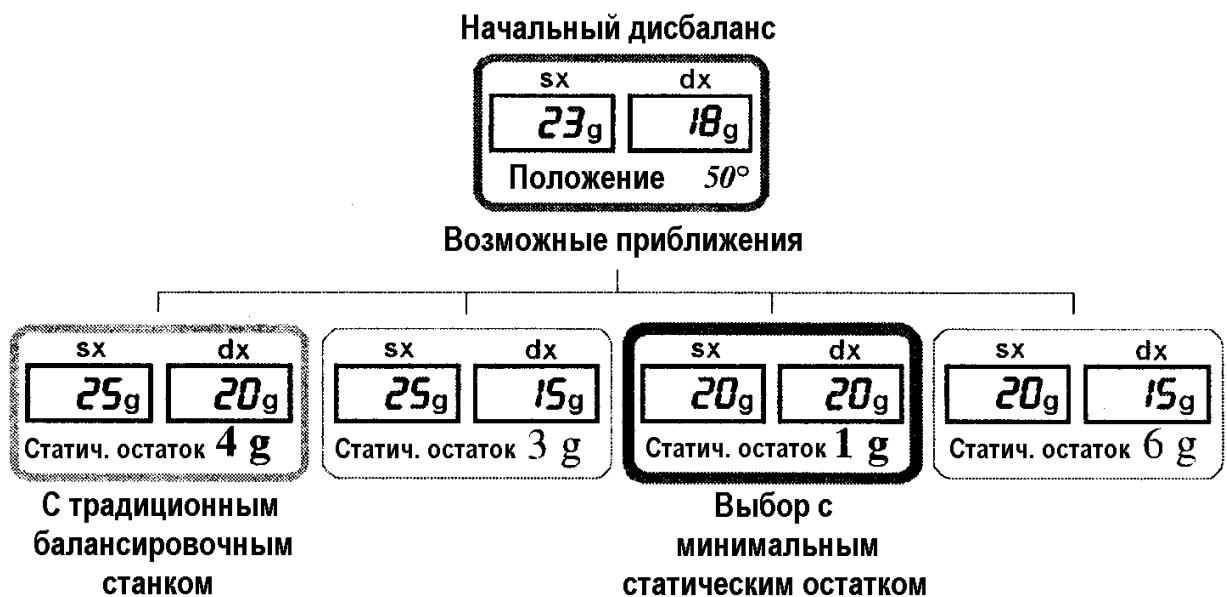 Начальный дисбаланс
sx dx
23g 18g
Положение 50°
Возможные приближения
sx dx
25g 20g
Статич. остаток 4 g
sx dx
25g 15g
Статич. остаток 3 g
sx dx
20g 20g
Статич. остаток 1 g
sx dx
20g 15g
Статич. остаток 6 g
С традиционным
балансировочным
станком
Выбор с
минимальным
статическим остатком